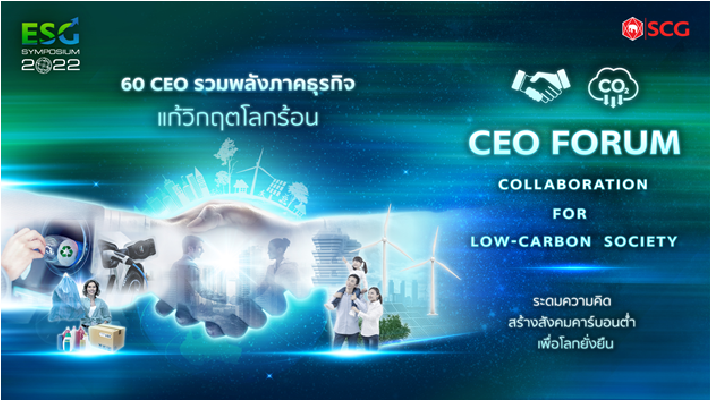 ESG
SYMPOSIUM
2022
SCG
60 CEO รวมพลังภาคธุรกิจ
แก้วิกฤตโลกร้อน
CO₂
CEO FORUM
COLLABORATION
FOR
LOW-CARBON SOCIETY
ระดมความคิด
สร้างสังคมคาร์บอนต่ำ
เพื่อโลกยั่งยืน